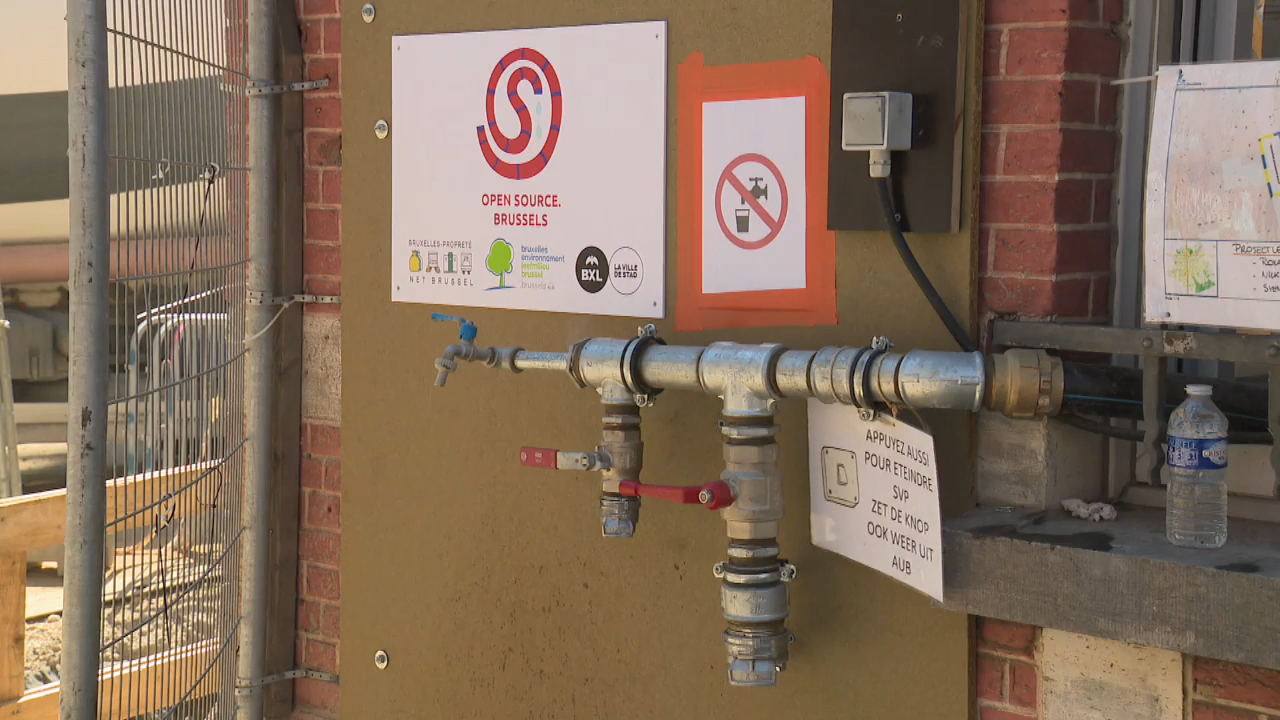 OPEN SOURCE.
BRUSSELS
BRUXELLES-PROPRETÉ
NET BRUSSEL
bruxelles
environnement
leefmilieu
brussel
.brussels
BXL
LA VILLE
DE STAD
APPUYEZ AUSSI
POUR ETEINDRE
SVP
ZET DE KNOP
OOK WEER UIT
AUB